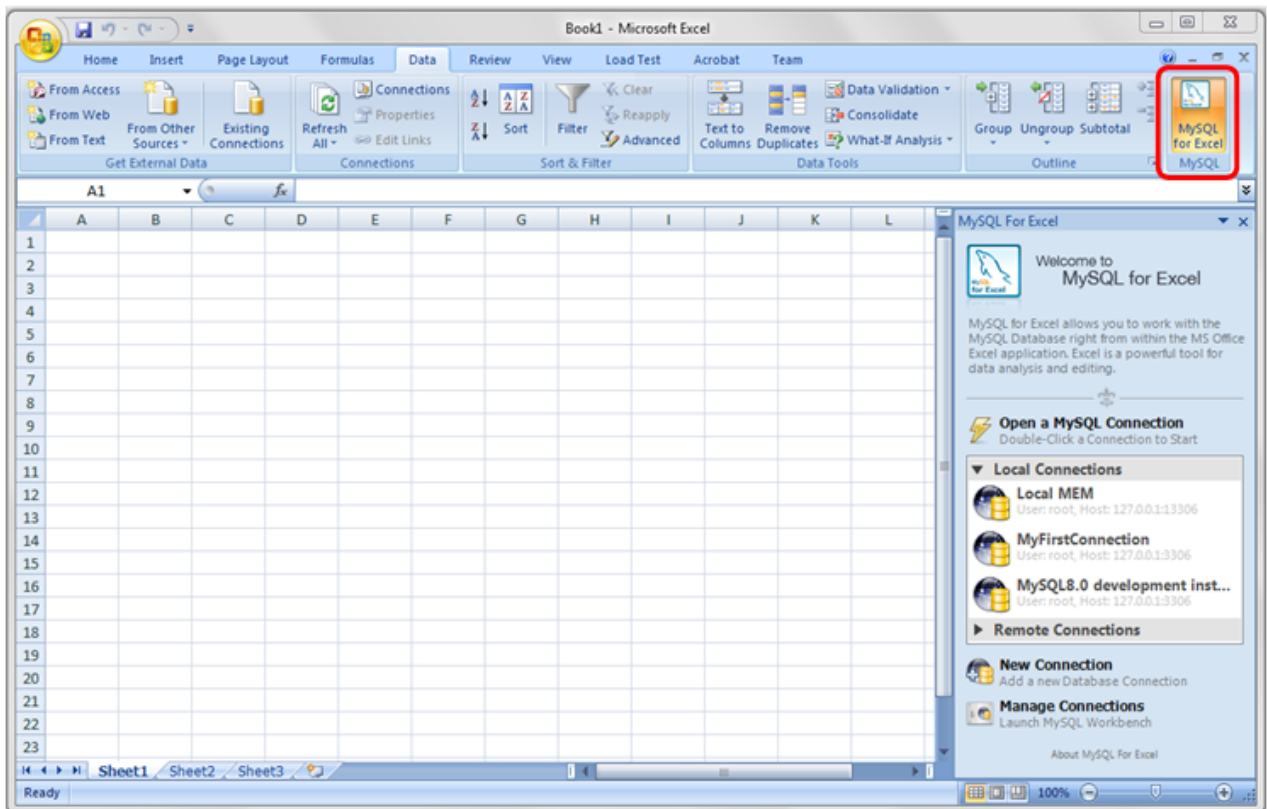 Book1 - Microsoft Excel
Home Insert Page Layout Formulas Data Review View Load Test Acrobat Team
From Access
From Web
From Text
From Other Sources
Existing Connections
Get External Data
Refresh All
Connections
Properties
Edit Links
Connections
Sort
Filter
Clear
Reapply
Advanced
Sort & Filter
Text to Columns
Remove Duplicates
Data Validation
Consolidate
What-If Analysis
Data Tools
Group Ungroup Subtotal
Outline
MySQL for Excel
MySQL
A1 fx
A B C D E F G H I J K L
1
2
3
4
5
6
7
8
9
10
11
12
13
14
15
16
17
18
19
20
21
22
23
MySQL For Excel
Welcome to
MySQL for Excel
MySQL for Excel allows you to work with the
MySQL Database right from within the MS Office
Excel application. Excel is a powerful tool for
data analysis and editing.
Open a MySQL Connection
Double-Click a Connection to Start
Local Connections
Local MEM
User: root, Host: 127.0.0.1:13306
MyFirstConnection
User: root, Host: 127.0.0.1:3306
MySQL8.0 development inst...
User: root, Host: 127.0.0.1:3306
Remote Connections
New Connection
Add a new Database Connection
Manage Connections
Launch MySQL Workbench
About MySQL For Excel
Sheet1 Sheet2 Sheet3
Ready
100%